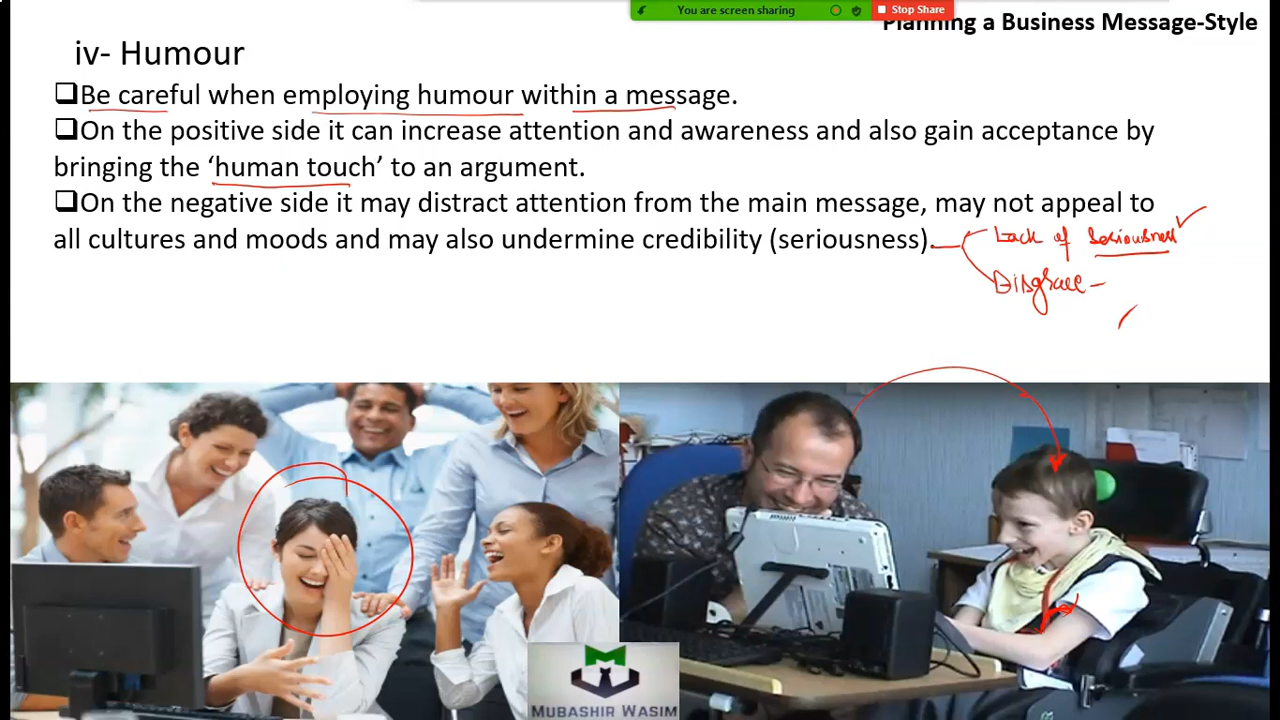 You are screen sharing
Stop Share
Planning a Business Message-Style
iv- Humour
Be careful when employing humour within a message.
On the positive side it can increase attention and awareness and also gain acceptance by
bringing the ‘human touch’ to an argument.
On the negative side it may distract attention from the main message, may not appeal to
all cultures and moods and may also undermine credibility (seriousness).
Lack of seriousness
Disgrace
MUBASHIR WASIM